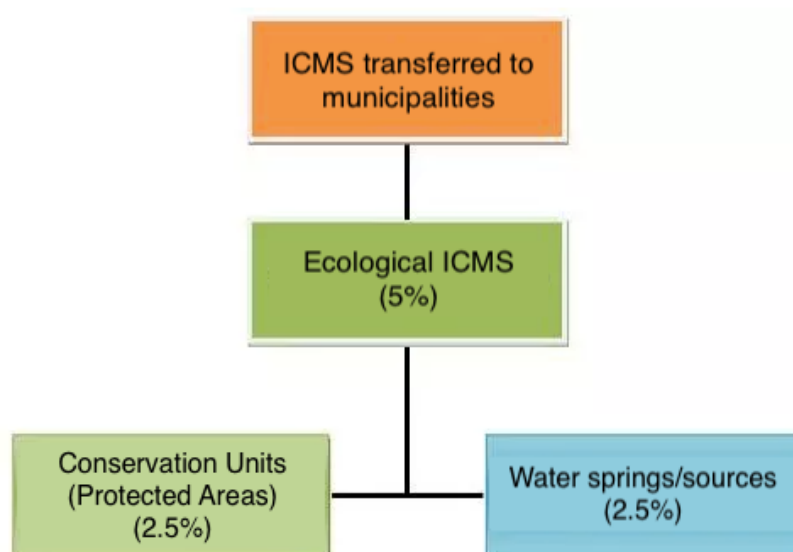 ICMS transferred to
municipalities
Ecological ICMS
(5%)
Conservation Units
(Protected Areas)
(2.5%)
Water springs/sources
(2.5%)